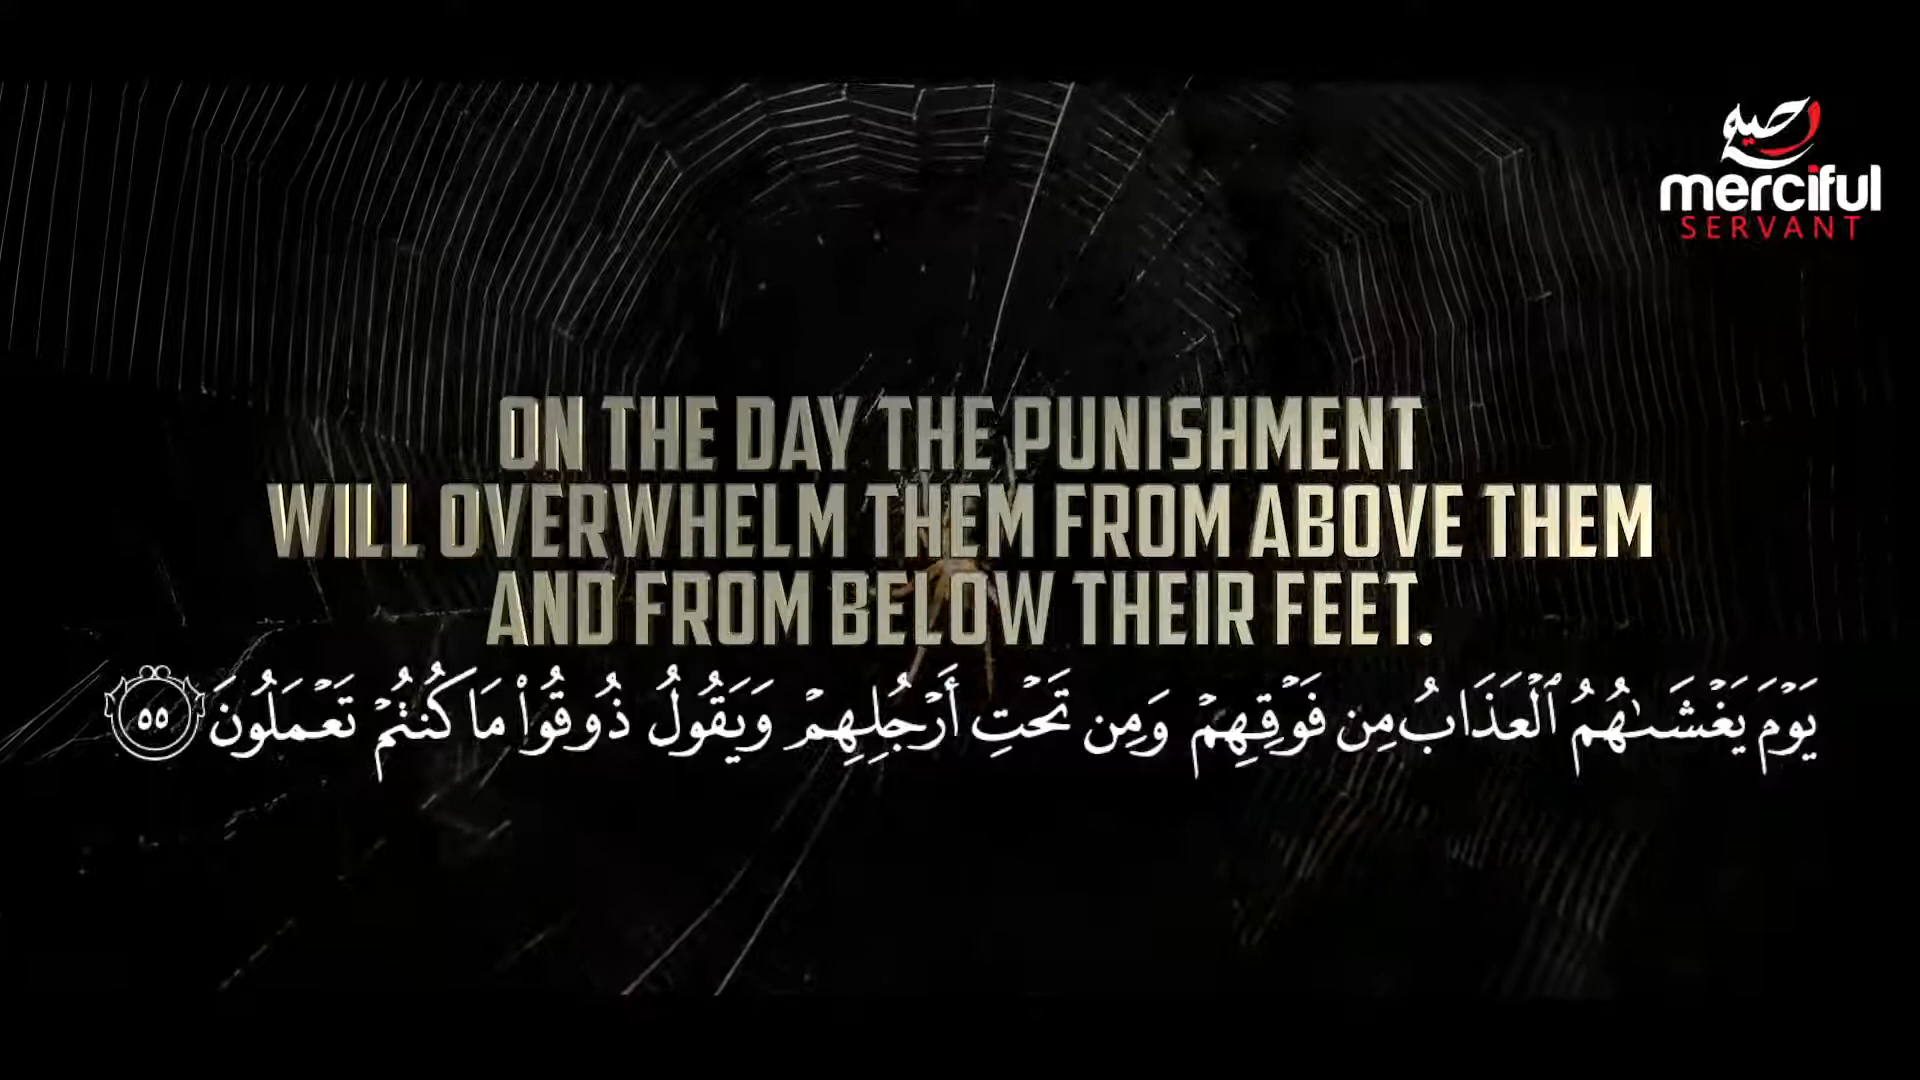 merciful
SERVANT
ON THE DAY THE PUNISHMENT
WILL OVERWHELM THEM FROM ABOVE THEM
AND FROM BELOW THEIR FEET.
يَوْمَ يَغْشَىٰهُمُ ٱلْعَذَابُ مِن فَوْقِهِمْ وَمِن تَحْتِ أَرْجُلِهِمْ وَيَقُولُ ذُوقُوا۟ مَا كُنتُمْ تَعْمَلُونَ ٥٥